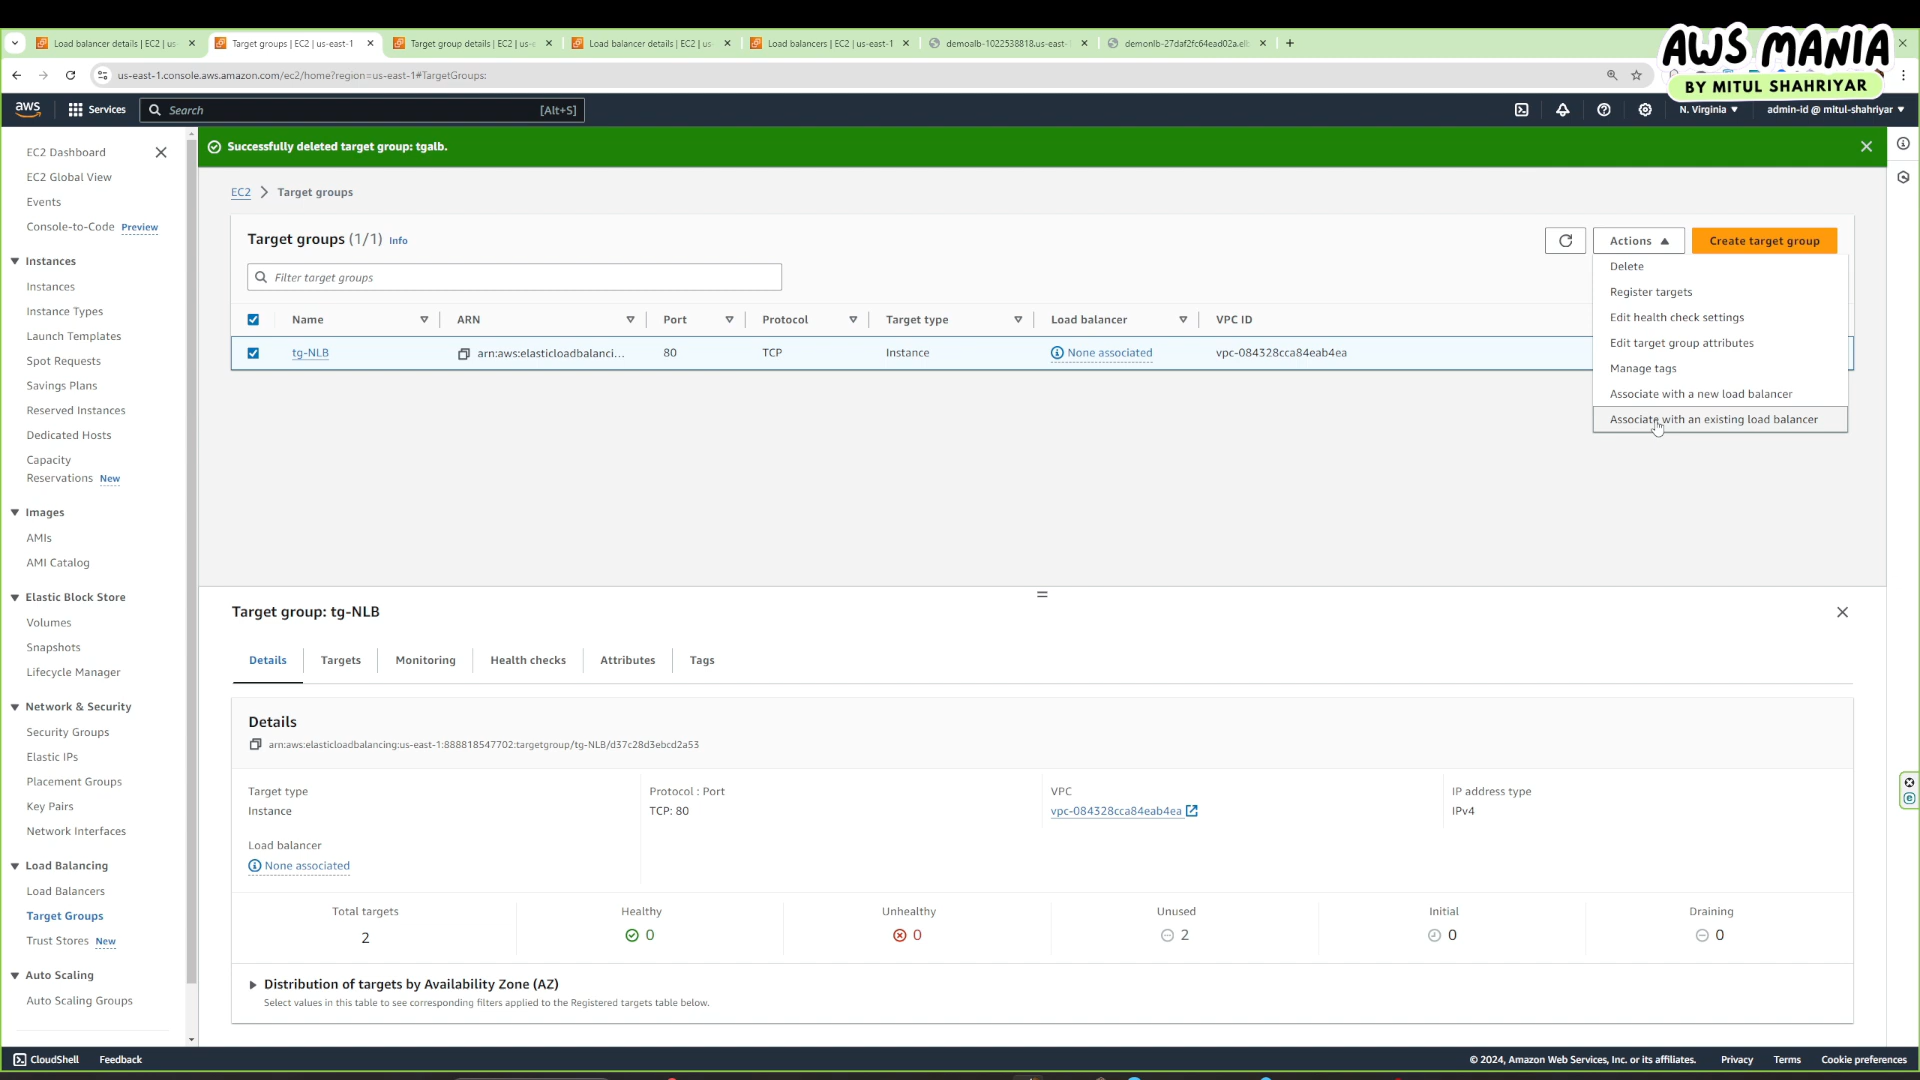 Load balancer details | EC2 | us-
Target groups | EC2 | us-east-1
Target group details | EC2 | us-e
Load balancer details | EC2 | us-
Load balancers | EC2 | us-east-1
demoalb-1022538818.us-east-
demonlb-27daf2fc64ead02a.elb
AWS MANIA
BY MITUL SHAHRIYAR
us-east-1.console.aws.amazon.com/ec2/home?region=us-east-1#TargetGroups:
aws
Services
Search
[Alt+S]
N. Virginia
admin-id @ mitul-shahriyar
EC2 Dashboard
EC2 Global View
Events
Console-to-Code Preview
Instances
Instances
Instance Types
Launch Templates
Spot Requests
Savings Plans
Reserved Instances
Dedicated Hosts
Capacity
Reservations New
Images
AMIs
AMI Catalog
Elastic Block Store
Volumes
Snapshots
Lifecycle Manager
Network & Security
Security Groups
Elastic IPs
Placement Groups
Key Pairs
Network Interfaces
Load Balancing
Load Balancers
Target Groups
Trust Stores New
Auto Scaling
Auto Scaling Groups
Successfully deleted target group: tgalb.
EC2 > Target groups
Target groups (1/1) Info
Actions
Create target group
Filter target groups
Delete
Register targets
Edit health check settings
Edit target group attributes
Manage tags
Associate with a new load balancer
Associate with an existing load balancer
Name ARN Port Protocol Target type Load balancer VPC ID
tg-NLB arn:aws:elasticloadbalanci... 80 TCP Instance None associated vpc-084328cca84eab4ea
Target group: tg-NLB
Details Targets Monitoring Health checks Attributes Tags
Details
arn:aws:elasticloadbalancing:us-east-1:888818547702:targetgroup/tg-NLB/d37c28d3ebcd2a53
Target type Protocol : Port VPC IP address type
Instance TCP: 80 vpc-084328cca84eab4ea IPv4
Load balancer
None associated
Total targets Healthy Unhealthy Unused Initial Draining
2 0 0 2 0 0
Distribution of targets by Availability Zone (AZ)
Select values in this table to see corresponding filters applied to the Registered targets table below.
CloudShell Feedback
© 2024, Amazon Web Services, Inc. or its affiliates. Privacy Terms Cookie preferences